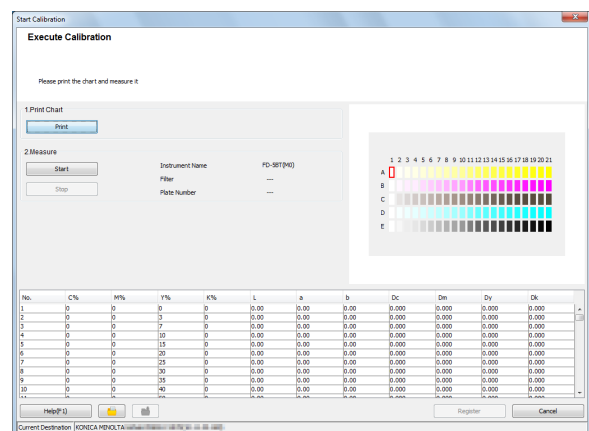 Start Calibration
Execute Calibration
Please print the chart and measure it
1.Print Chart
Print
2.Measure
Start
Stop
Instrument Name FD-5BT(M0)
Filter ---
Plate Number ---
1 2 3 4 5 6 7 8 9 10 11 12 13 14 15 16 17 18 19 20 21
A
B
C
D
E
No. C% M% Y% K% L a b Dc Dm Dy Dk
1 0 0 0 0 0.00 0.00 0.00 0.000 0.000 0.000 0.000
2 0 0 3 0 0.00 0.00 0.00 0.000 0.000 0.000 0.000
3 0 0 7 0 0.00 0.00 0.00 0.000 0.000 0.000 0.000
4 0 0 10 0 0.00 0.00 0.00 0.000 0.000 0.000 0.000
5 0 0 15 0 0.00 0.00 0.00 0.000 0.000 0.000 0.000
6 0 0 20 0 0.00 0.00 0.00 0.000 0.000 0.000 0.000
7 0 0 25 0 0.00 0.00 0.00 0.000 0.000 0.000 0.000
8 0 0 30 0 0.00 0.00 0.00 0.000 0.000 0.000 0.000
9 0 0 35 0 0.00 0.00 0.00 0.000 0.000 0.000 0.000
10 0 0 40 0 0.00 0.00 0.00 0.000 0.000 0.000 0.000
Help(F1) Register Cancel
Current Destination KONICA MINOLTA